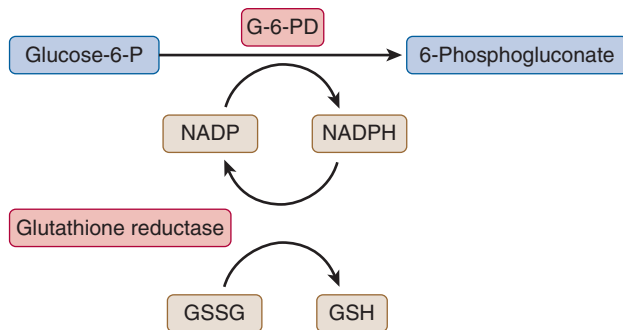 G-6-PD
Glucose-6-P
6-Phosphogluconate
NADP
NADPH
Glutathione reductase
GSSG
GSH